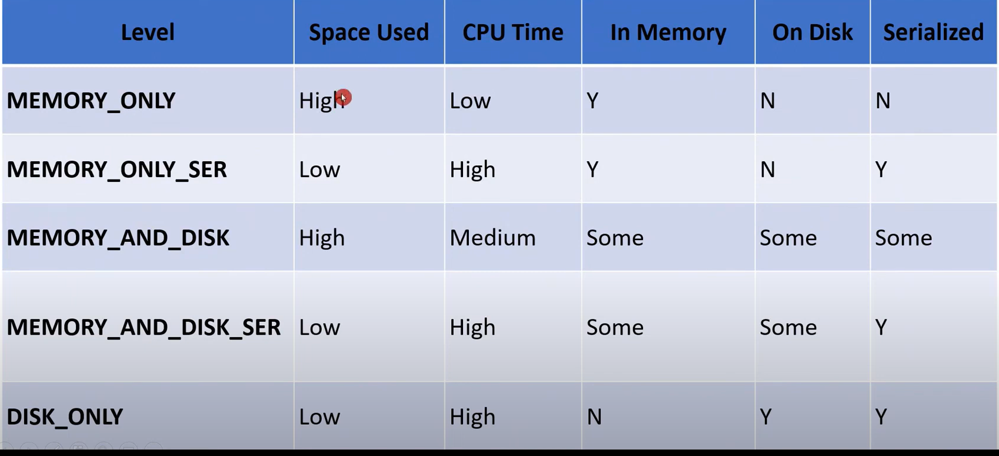 Level Space Used CPU Time In Memory On Disk Serialized
MEMORY_ONLY High Low Y N N
MEMORY_ONLY_SER Low High Y N Y
MEMORY_AND_DISK High Medium Some Some Some
MEMORY_AND_DISK_SER Low High Some Some Y
DISK_ONLY Low High N Y Y